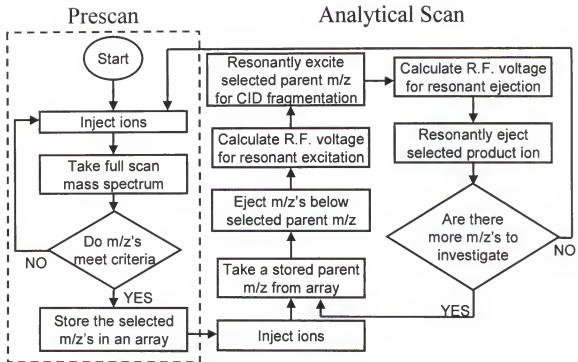 Prescan
Analytical Scan
Start
Inject ions
Take full scan
mass spectrum
Do m/z's
meet criteria
NO
YES
Store the selected
m/z's in an array
Inject ions
Take a stored parent
m/z from array
Eject m/z's below
selected parent m/z
Calculate R.F. voltage
for resonant excitation
Resonantly excite
selected parent m/z
for CID fragmentation
Calculate R.F. voltage
for resonant ejection
Resonantly eject
selected product ion
Are there
more m/z's to
investigate
NO
YES